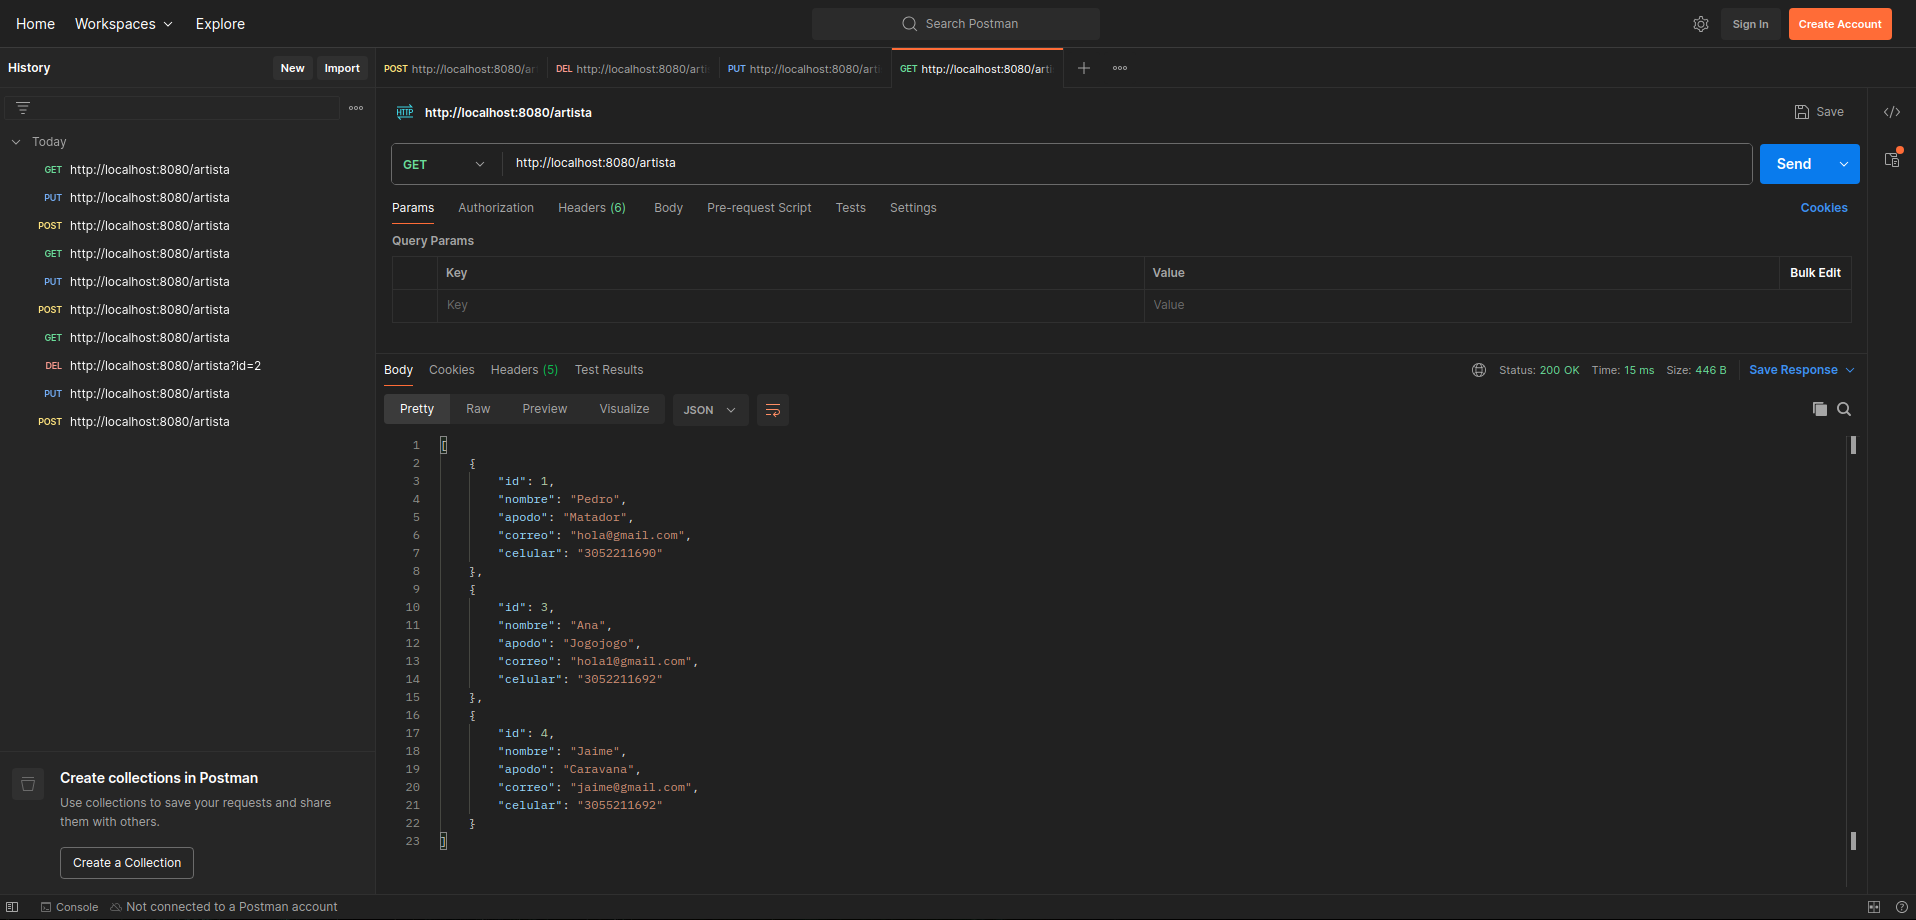 Home Workspaces Explore Search Postman Sign In Create Account
History New Import
POST http://localhost:8080/ar DEL http://localhost:8080/arti PUT http://localhost:8080/arti GET http://localhost:8080/arti
http://localhost:8080/artista Save
Today
GET http://localhost:8080/artista
PUT http://localhost:8080/artista
POST http://localhost:8080/artista
GET http://localhost:8080/artista
PUT http://localhost:8080/artista
POST http://localhost:8080/artista
GET http://localhost:8080/artista
DEL http://localhost:8080/artista?id=2
PUT http://localhost:8080/artista
POST http://localhost:8080/artista
Create collections in Postman
Use collections to save your requests and share
them with others.
Create a Collection
HTTP
GET http://localhost:8080/artista Send
Params Authorization Headers (6) Body Pre-request Script Tests Settings Cookies
Query Params
Key Value Bulk Edit
Key Value
Body Cookies Headers (5) Test Results Status: 200 OK Time: 15 ms Size: 446 B Save Response
Pretty Raw Preview Visualize JSON
1 [
2 {
3 "id": 1,
4 "nombre": "Pedro",
5 "apodo": "Matador",
6 "correo": "hola@gmail.com",
7 "celular": "3052211690"
8 },
9 {
10 "id": 3,
11 "nombre": "Ana",
12 "apodo": "Jogojogo",
13 "correo": "hola1@gmail.com",
14 "celular": "3052211692"
15 },
16 {
17 "id": 4,
18 "nombre": "Jaime",
19 "apodo": "Caravana",
20 "correo": "jaime@gmail.com",
21 "celular": "3055211692"
22 }
23 ]
Console Not connected to a Postman account